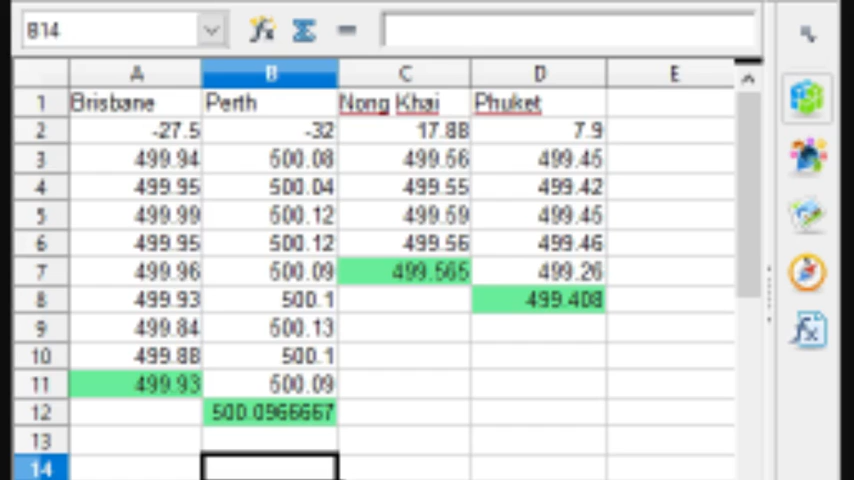 B14
A B C D E
1 Brisbane Perth Nong Khai Phuket
2 -27.5 -32 17.88 7.9
3 499.94 500.08 499.56 499.45
4 499.95 500.04 499.55 499.42
5 499.99 500.12 499.59 499.45
6 499.95 500.12 499.56 499.46
7 499.96 500.09 499.565 499.26
8 499.93 500.1 499.408
9 499.84 500.13
10 499.88 500.1
11 499.93 500.09
12 500.0966667
13
14